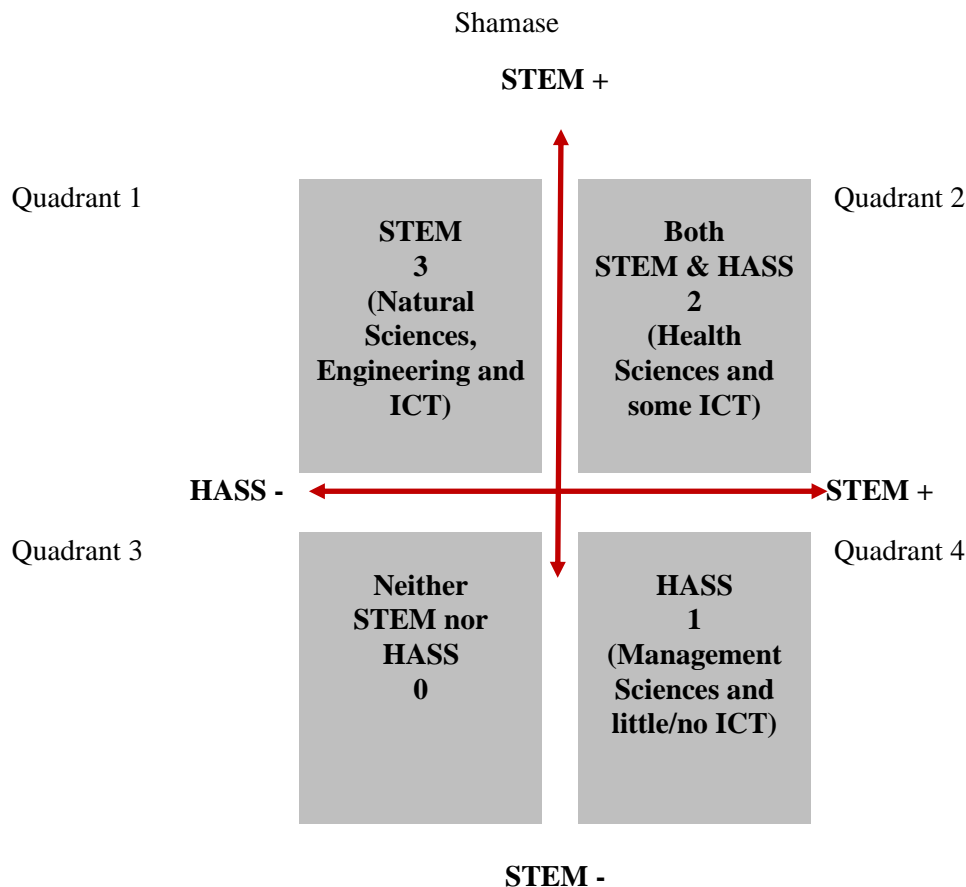 Shamase
STEM +
Quadrant 1
STEM
3
(Natural
Sciences,
Engineering and
ICT)
Both
STEM & HASS
2
(Health
Sciences and
some ICT)
Quadrant 2
HASS -
STEM +
Quadrant 3
Neither
STEM nor
HASS
0
HASS
1
(Management
Sciences and
little/no ICT)
Quadrant 4
STEM -